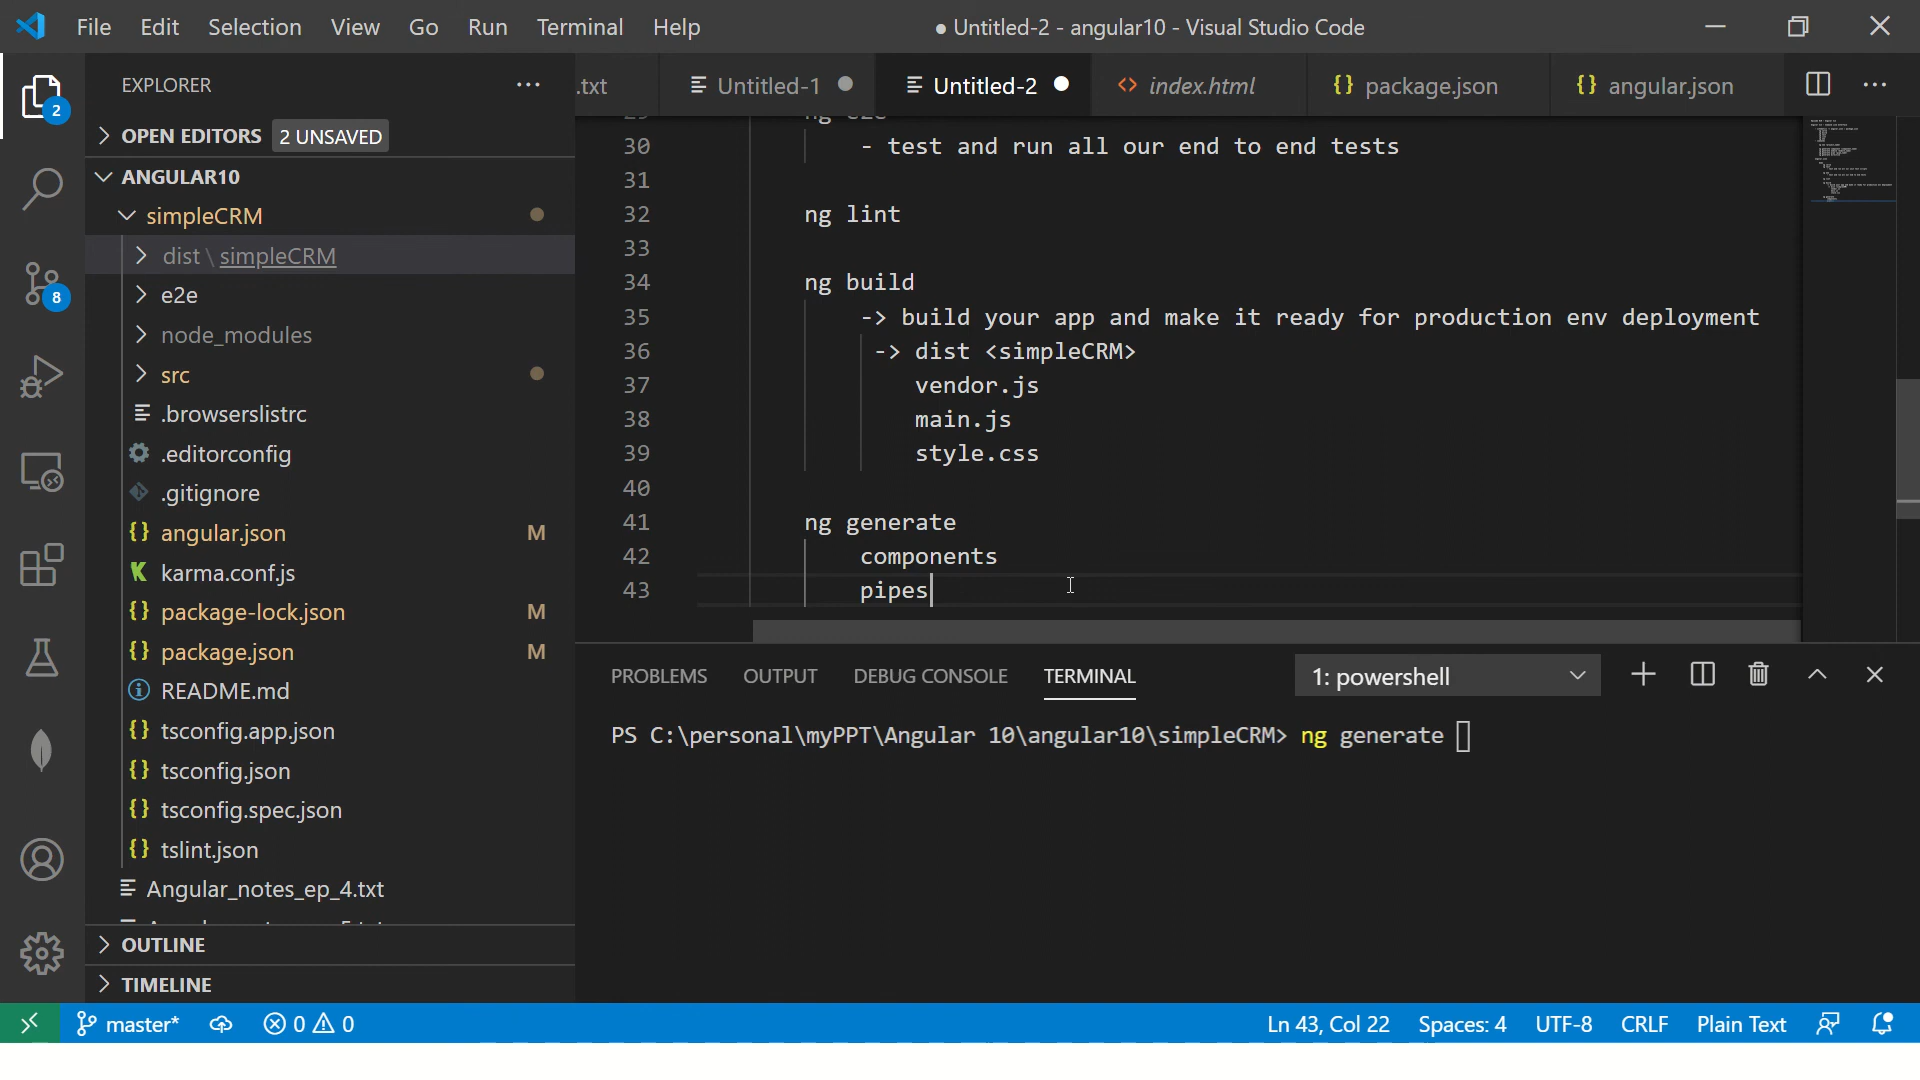 File Edit Selection View Go Run Terminal Help
● Untitled-2 - angular10 - Visual Studio Code
EXPLORER
OPEN EDITORS 2 UNSAVED
ANGULAR10
simpleCRM
dist \ simpleCRM
e2e
node_modules
src
.browserslistrc
.editorconfig
.gitignore
angular.json M
karma.conf.js
package-lock.json M
package.json M
README.md
tsconfig.app.json
tsconfig.json
tsconfig.spec.json
tslint.json
Angular_notes_ep_4.txt
OUTLINE
TIMELINE
2
8
.txt Untitled-1 Untitled-2 index.html package.json angular.json
30 - test and run all our end to end tests
31
32 ng lint
33
34 ng build
35 -> build your app and make it ready for production env deployment
36 -> dist <simpleCRM>
37 vendor.js
38 main.js
39 style.css
40
41 ng generate
42 components
43 pipes
PROBLEMS OUTPUT DEBUG CONSOLE TERMINAL 1: powershell
PS C:\personal\myPPT\Angular 10\angular10\simpleCRM> ng generate
master* 0 0 Ln 43, Col 22 Spaces: 4 UTF-8 CRLF Plain Text